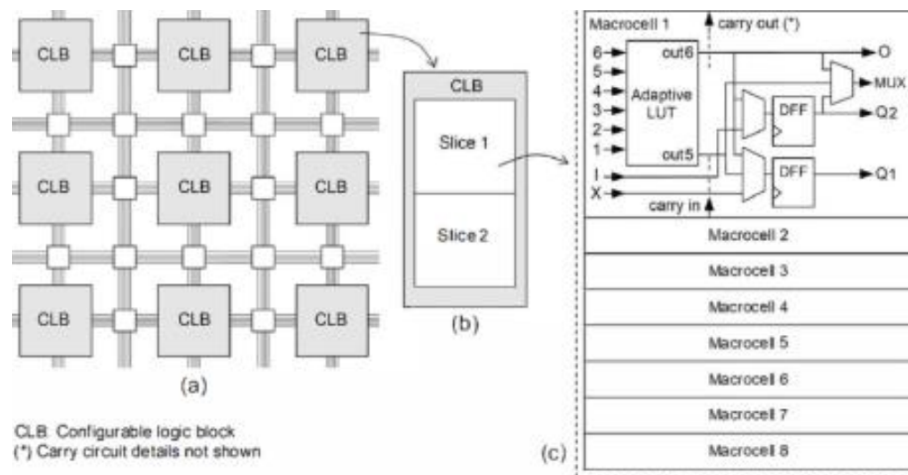 CLB
CLB
CLB
CLB
CLB
CLB
CLB
CLB
CLB
(a)
CLB: Configurable logic block
(*) Carry circuit details not shown
CLB
Slice 1
Slice 2
(b)
Macrocell 1
carry out (*)
6
5
4
3
2
1
I
X
out6
Adaptive
LUT
out5
carry in
DFF
DFF
O
MUX
Q2
Q1
Macrocell 2
Macrocell 3
Macrocell 4
Macrocell 5
Macrocell 6
Macrocell 7
Macrocell 8
(c)